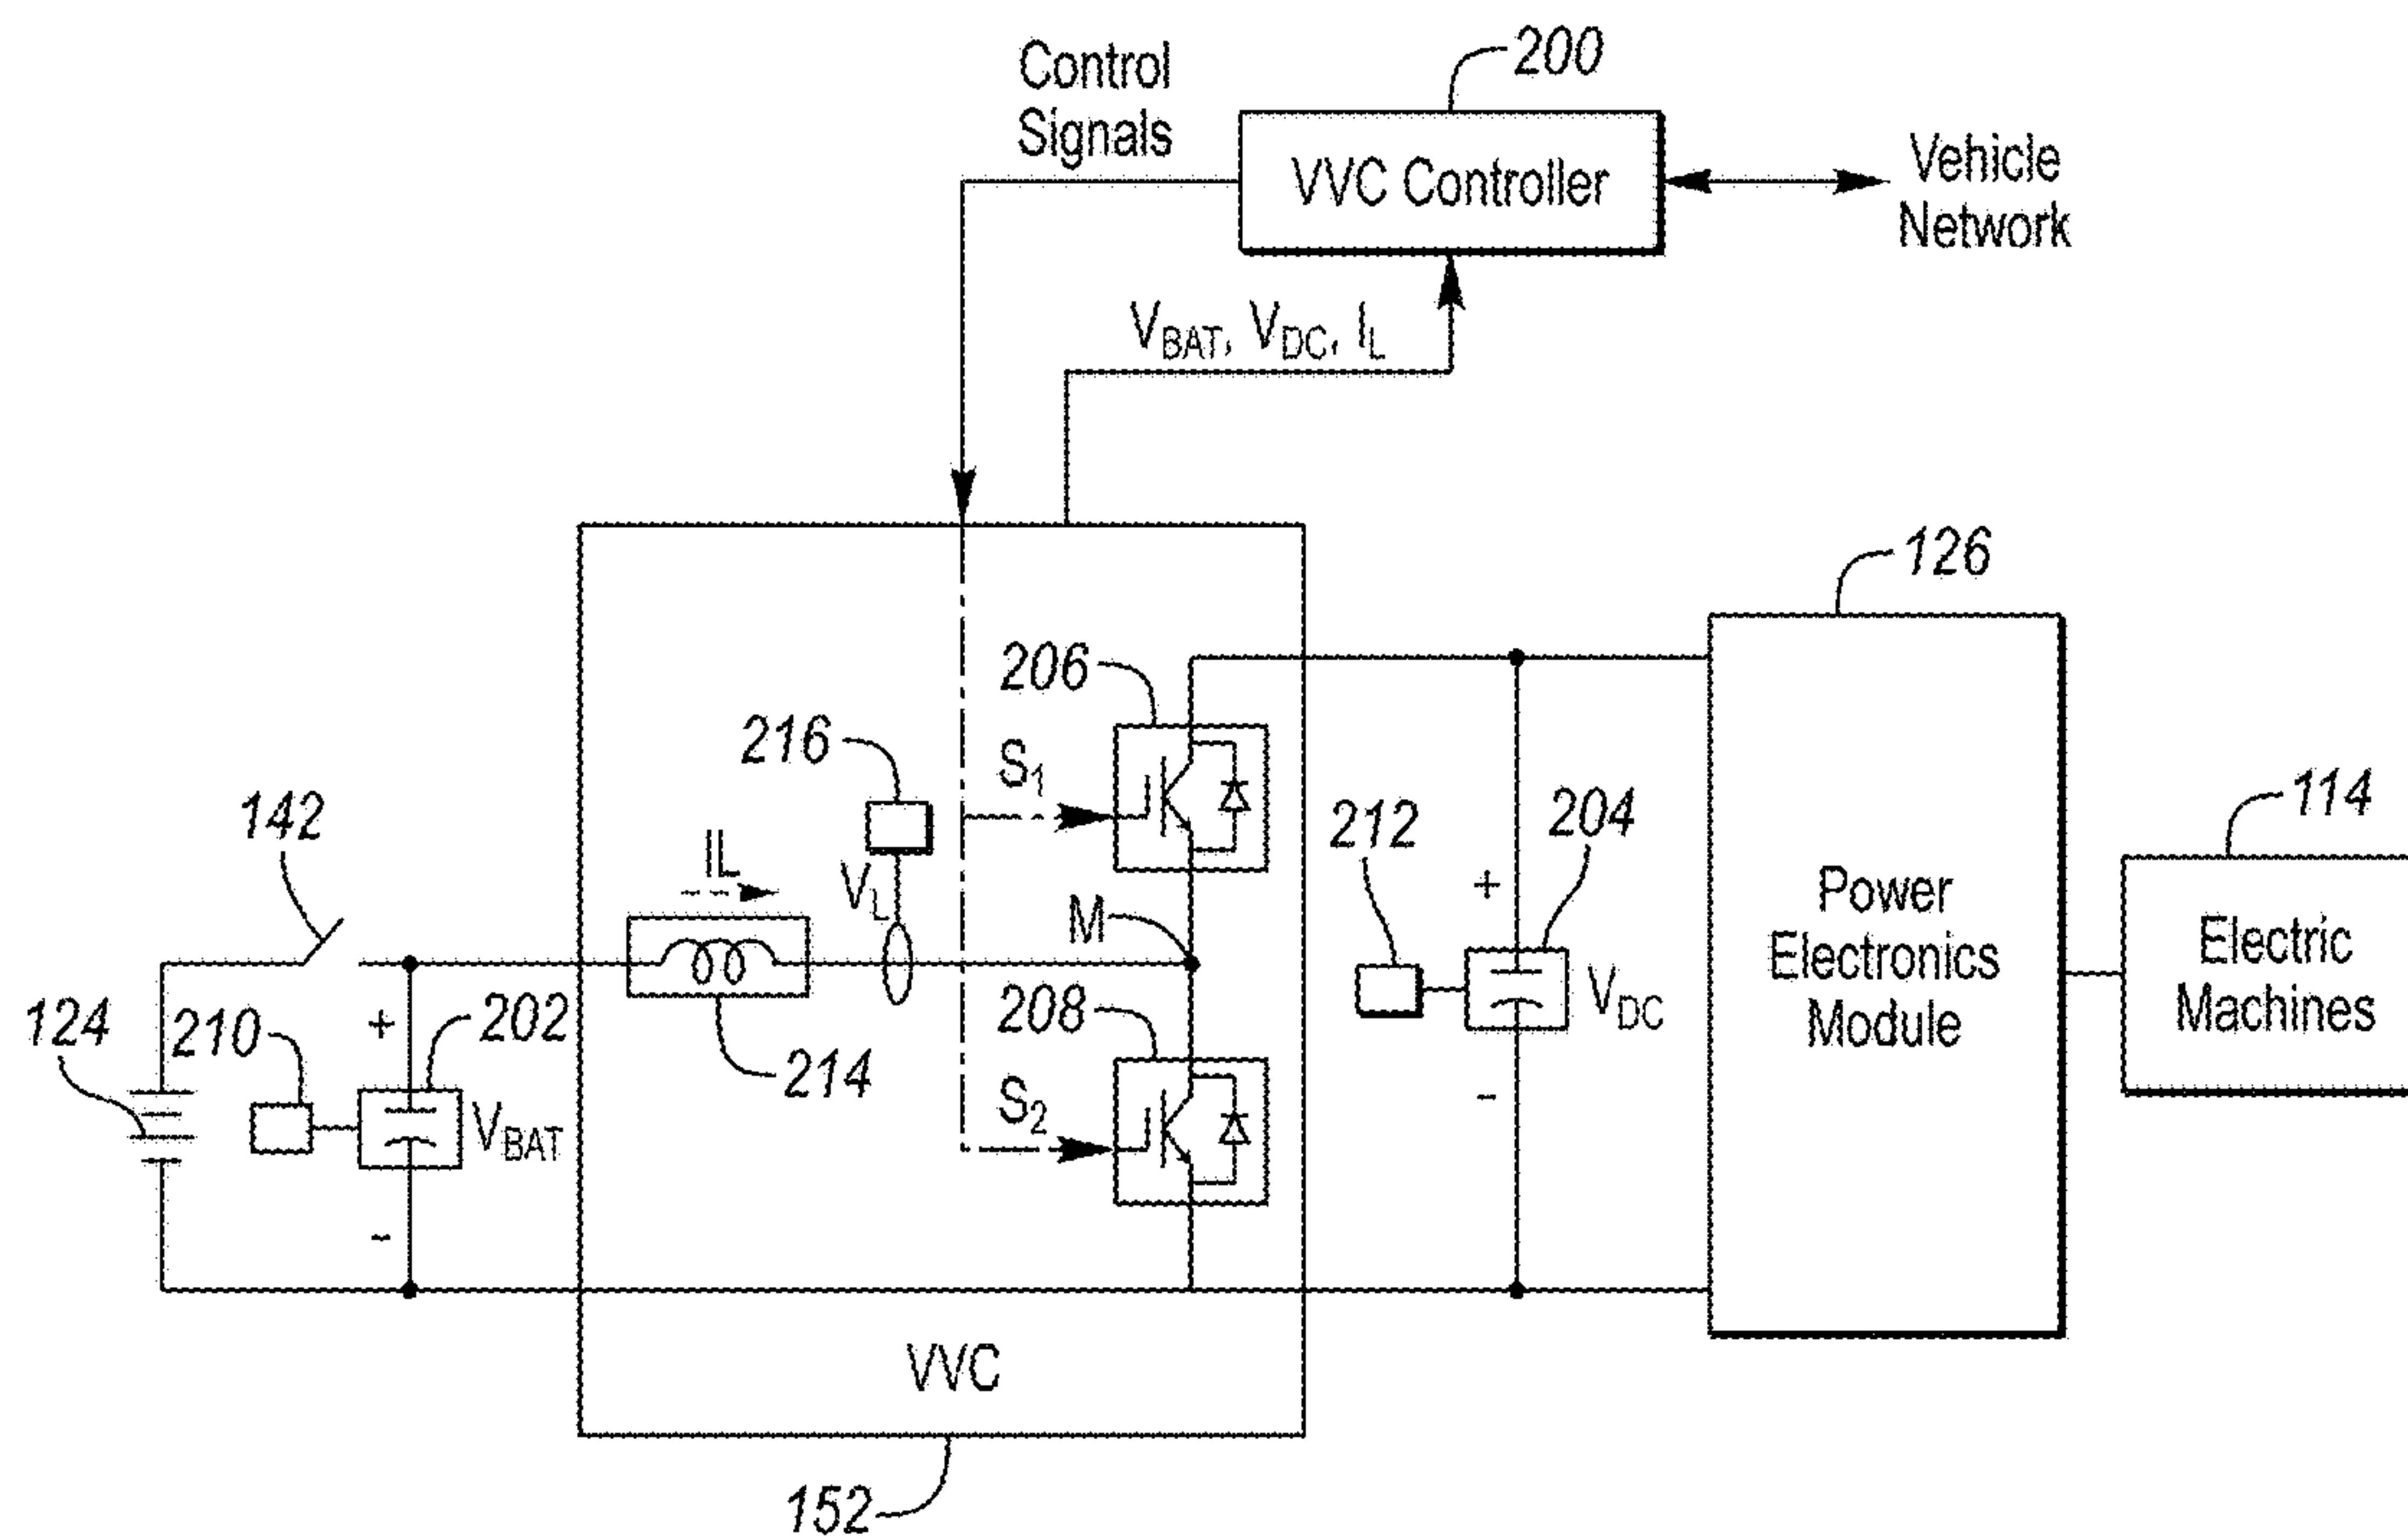 200
Control
Signals
VVC Controller
Vehicle
Network
V_BAT, V_DC, I_L
126
206
216
S₁
142
IL
V_L
212
+
204
114
M
Power
Electronics
Module
Electric
Machines
124
210
+
202
208
V_DC
214
V_BAT
S₂
-
-
VVC
152